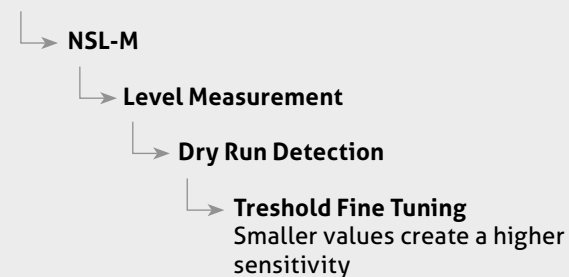 NSL-M
Level Measurement
Dry Run Detection
Treshold Fine Tuning
Smaller values create a higher
sensitivity